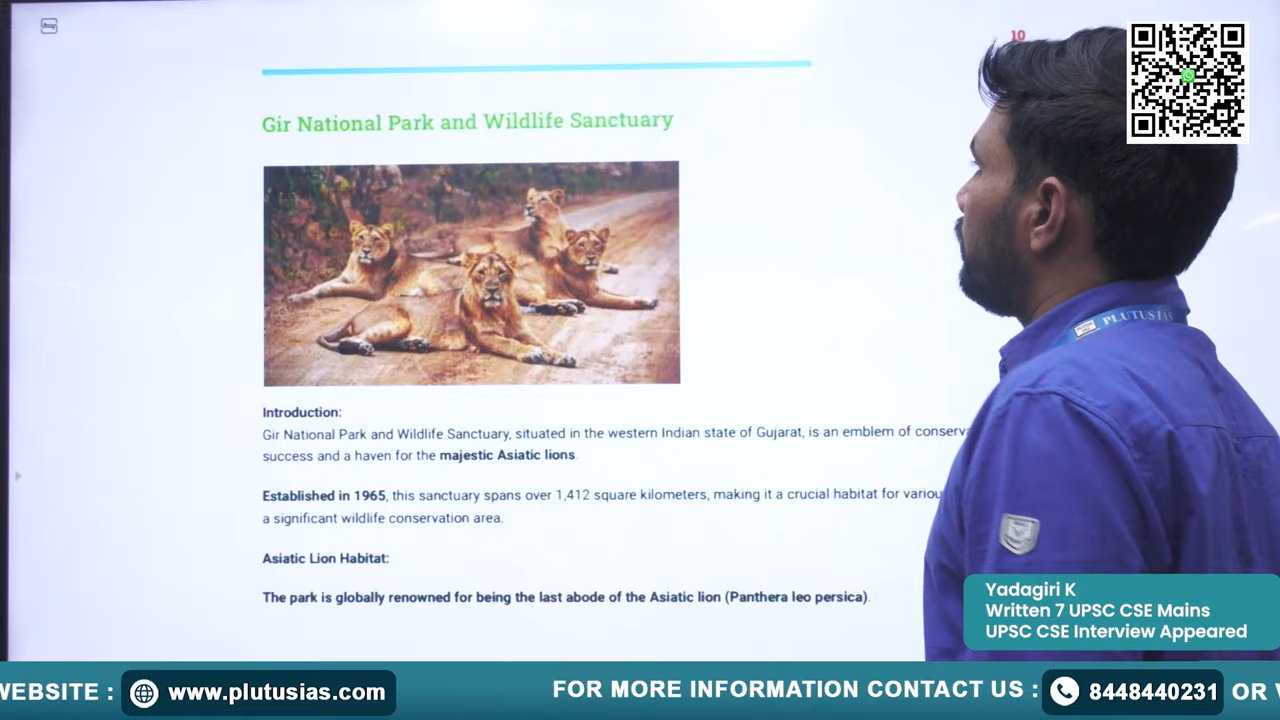 10
Gir National Park and Wildlife Sanctuary
Introduction:
Gir National Park and Wildlife Sanctuary, situated in the western Indian state of Gujarat, is an emblem of
success and a haven for the majestic Asiatic lions.
Established in 1965, this sanctuary spans over 1,412 square kilometers, making it a crucial habitat for
a significant wildlife conservation area.
Asiatic Lion Habitat:
The park is globally renowned for being the last abode of the Asiatic lion (Panthera leo persica).
PLUTUS IAS
Yadagiri K
Written 7 UPSC CSE Mains
UPSC CSE Interview Appeared
WEBSITE : www.plutusias.com FOR MORE INFORMATION CONTACT US : 8448440231 OR